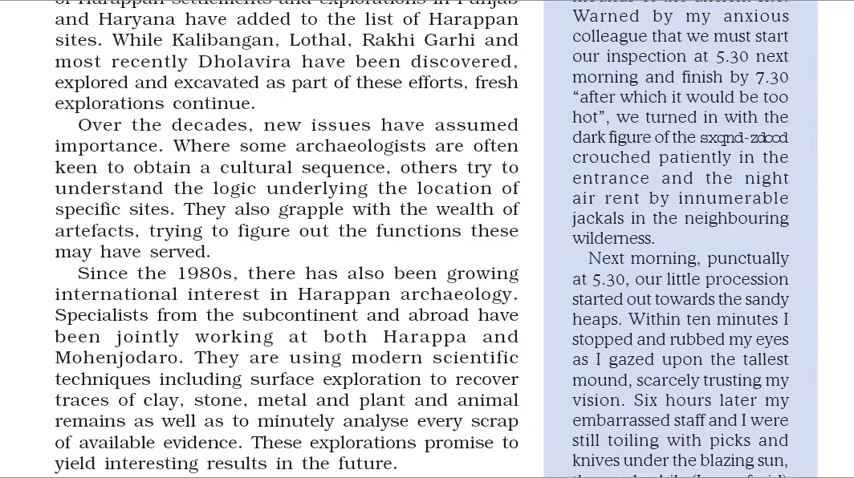 of Harappan settlements and explorations in Punjab
and Haryana have added to the list of Harappan
sites. While Kalibangan, Lothal, Rakhi Garhi and
most recently Dholavira have been discovered,
explored and excavated as part of these efforts, fresh
explorations continue.
Over the decades, new issues have assumed
importance. Where some archaeologists are often
keen to obtain a cultural sequence, others try to
understand the logic underlying the location of
specific sites. They also grapple with the wealth of
artefacts, trying to figure out the functions these
may have served.
Since the 1980s, there has also been growing
international interest in Harappan archaeology.
Specialists from the subcontinent and abroad have
been jointly working at both Harappa and
Mohenjodaro. They are using modern scientific
techniques including surface exploration to recover
traces of clay, stone, metal and plant and animal
remains as well as to minutely analyse every scrap
of available evidence. These explorations promise to
yield interesting results in the future.
Warned by my anxious
colleague that we must start
our inspection at 5.30 next
morning and finish by 7.30
“after which it would be too
hot”, we turned in with the
dark figure of the
crouched patiently in the
entrance and the night
air rent by innumerable
jackals in the neighbouring
wilderness.
Next morning, punctually
at 5.30, our little procession
started out towards the sandy
heaps. Within ten minutes I
stopped and rubbed my eyes
as I gazed upon the tallest
mound, scarcely trusting my
vision. Six hours later my
embarrassed staff and I were
still toiling with picks and
knives under the blazing sun,